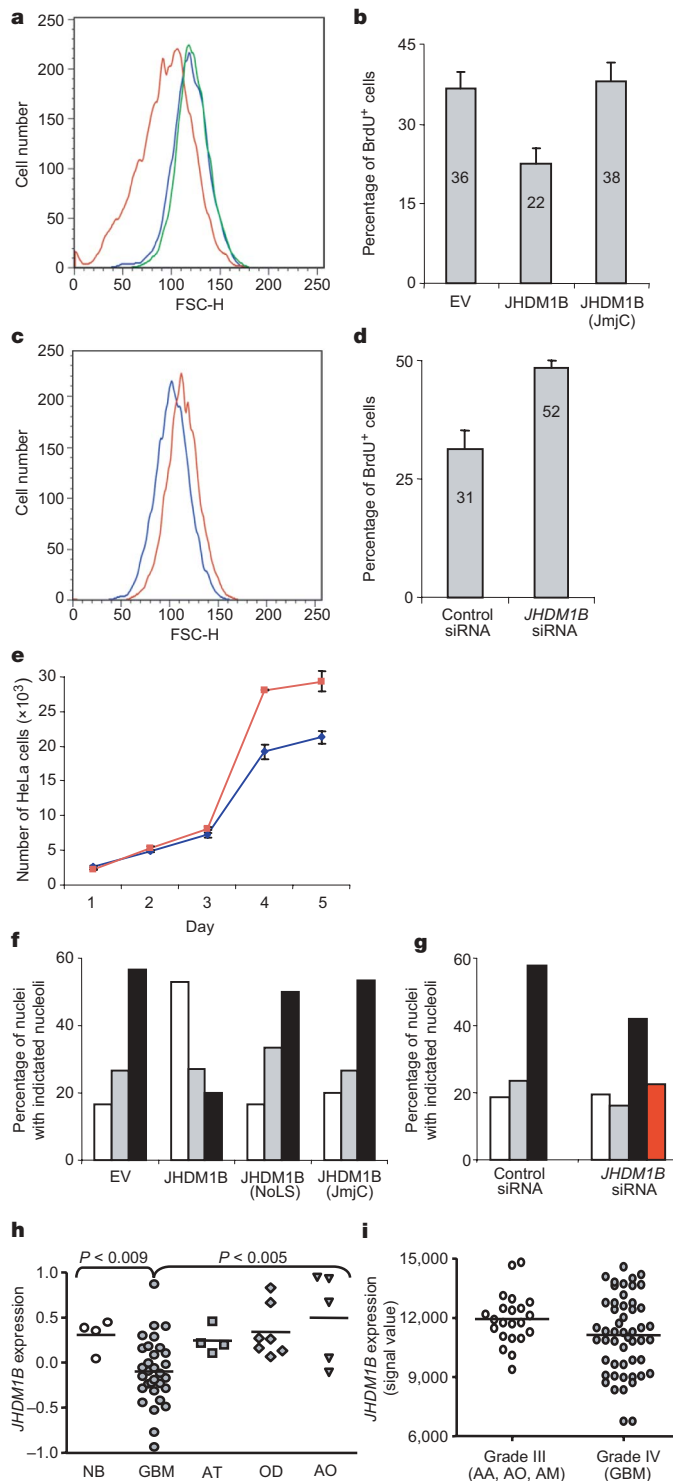 a
250
200
150
100
50
0
Cell number
0 50 100 150 200 250
FSC-H
b
45
30
15
0
Percentage of BrdU+ cells
36
22
38
EV JHDM1B JHDM1B
(JmjC)
c
250
200
150
100
50
0
Cell number
0 50 100 150 200 250
FSC-H
d
50
25
0
Percentage of BrdU+ cells
31
52
Control
siRNA
JHDM1B
siRNA
e
30
25
20
15
10
5
0
Number of HeLa cells (×10³)
1 2 3 4 5
Day
f
60
40
20
0
Percentage of nuclei
with indictated nucleoli
EV JHDM1B JHDM1B
(NoLS)
JHDM1B
(JmjC)
g
60
40
20
0
Percentage of nuclei
with indictated nucleoli
Control
siRNA
JHDM1B
siRNA
h
P < 0.009 P < 0.005
1.0
0.5
0.0
−0.5
−1.0
JHDM1B expression
NB GBM AT OD AO
i
15,000
12,000
9,000
6,000
JHDM1B expression
(signal value)
Grade III
(AA, AO, AM)
Grade IV
(GBM)